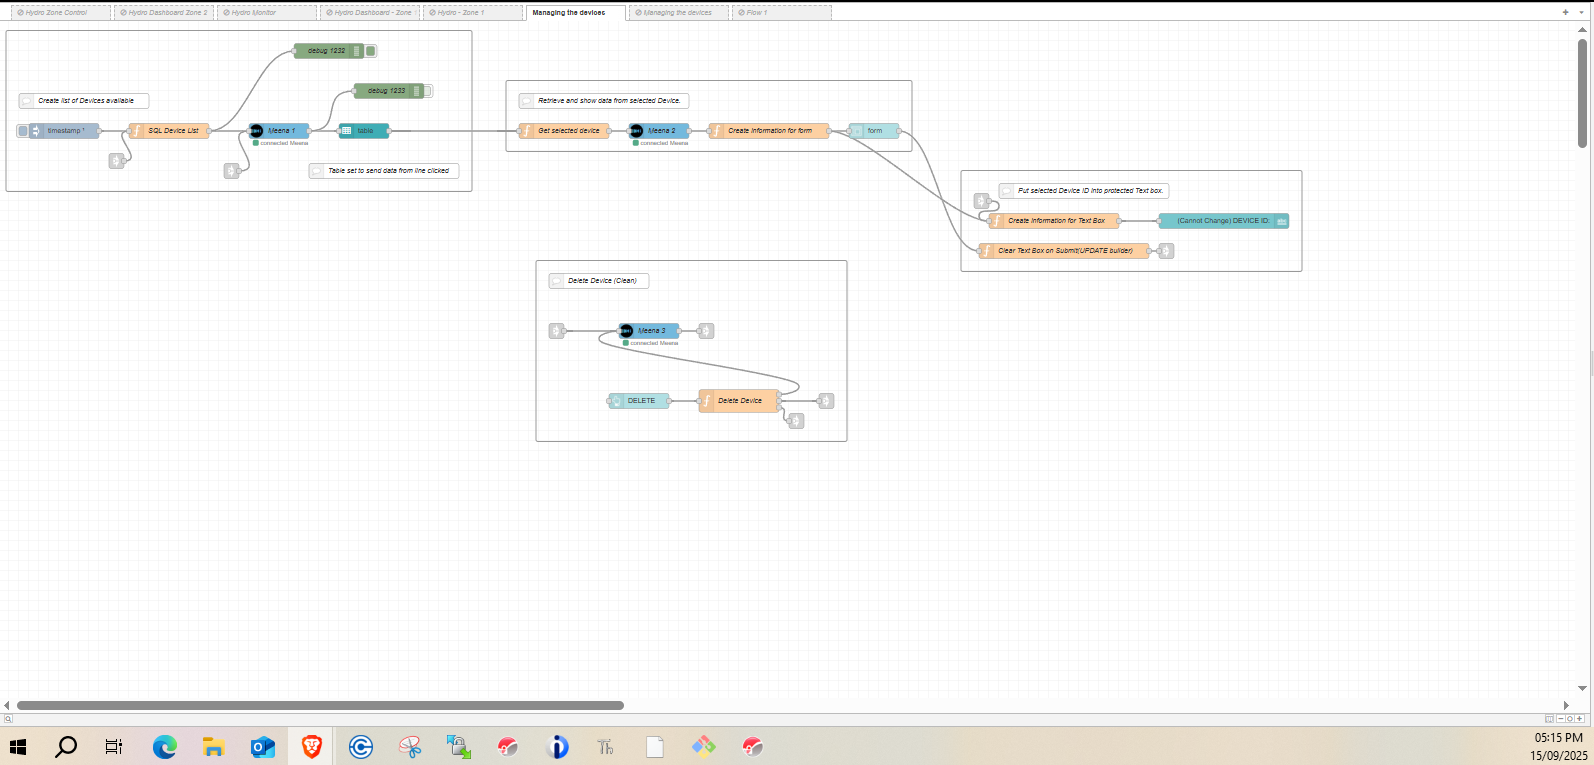 Hydro Zone Control
Hydro Dashboard Zone 2
Hydro Monitor
Hydro Dashboard - Zone
Hydro - Zone 1
Managing the devices
Managing the devices
Flow 1
debug 1232
debug 1233
Create list of Devices available
timestamp ¹
SQL Device List
Meena 1
table
connected Meena
Table set to send data from line clicked
Retrieve and show data from selected Device.
Get selected device
Meena 2
Create information for form
form
connected Meena
Put selected Device ID into protected Text box.
Create information for Text Box
(Cannot Change) DEVICE ID:
abc
Clear Text Box on Submit(UPDATE builder)
Delete Device (Clean)
Meena 3
connected Meena
DELETE
Delete Device
05:15 PM
15/09/2025